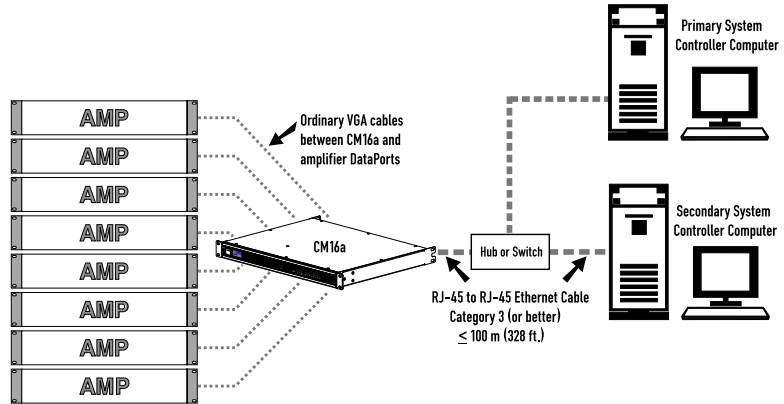 Primary System
Controller Computer
AMP
Ordinary VGA cables
between CM16a and
amplifier DataPorts
AMP
AMP
AMP
AMP
AMP
AMP
AMP
CM16a
Hub or Switch
Secondary System
Controller Computer
RJ-45 to RJ-45 Ethernet Cable
Category 3 (or better)
≤ 100 m (328 ft.)